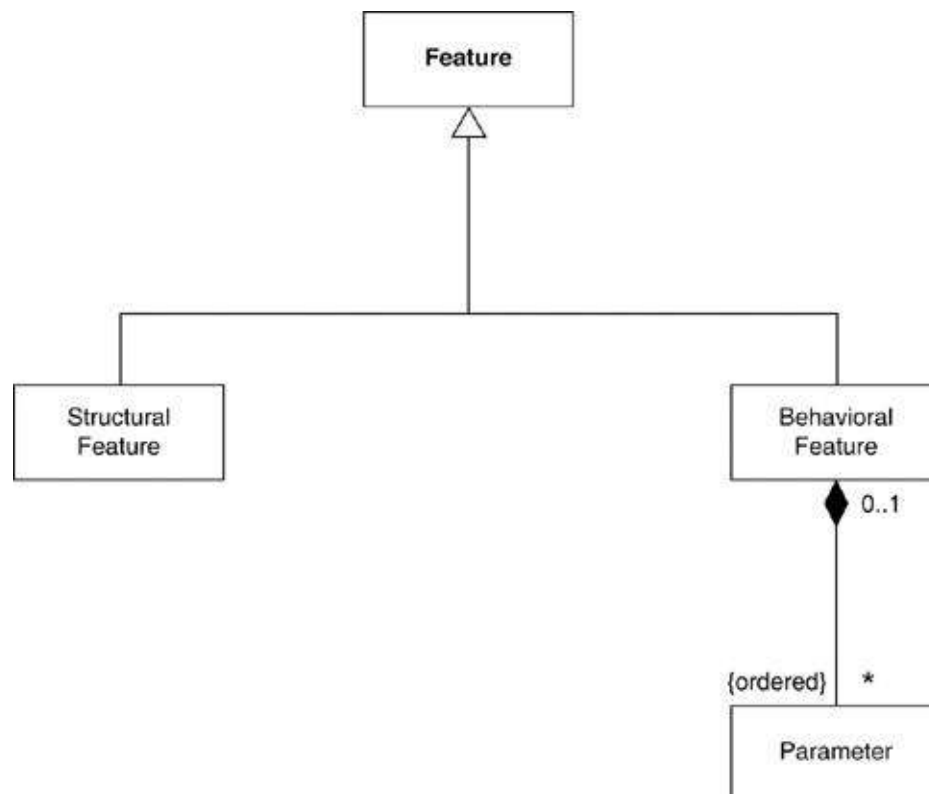 Feature
Structural
Feature
Behavioral
Feature
0..1
{ordered} *
Parameter